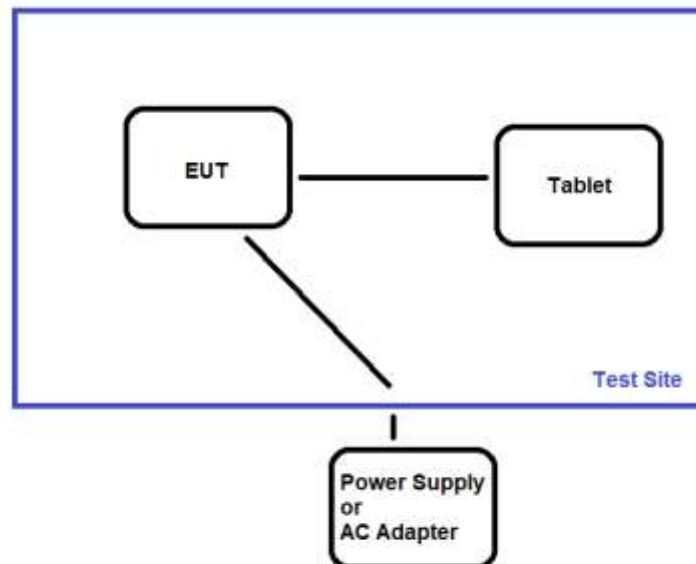 EUT
Tablet
Test Site
Power Supply
or
AC Adapter